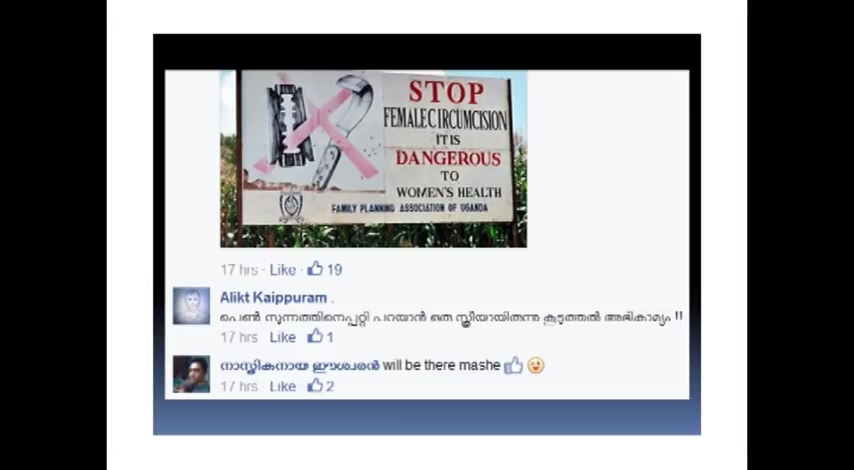 STOP
FEMALE CIRCUMCISION
IT IS
DANGEROUS
TO
WOMEN'S HEALTH
FAMILY PLANNING ASSOCIATION OF UGANDA
17 hrs · Like · 19
Alikt Kaippuram .
പെൺ സുന്നത്തിനെപ്പറ്റി പറയാൻ ഒരു സ്ത്രീയായിരുന്നു കൂടുത്തൽ അഭികാമ്യം !!
17 hrs Like 1
നാസ്തികനായ ഈശ്വരൻ will be there mashe
17 hrs · Like · 2